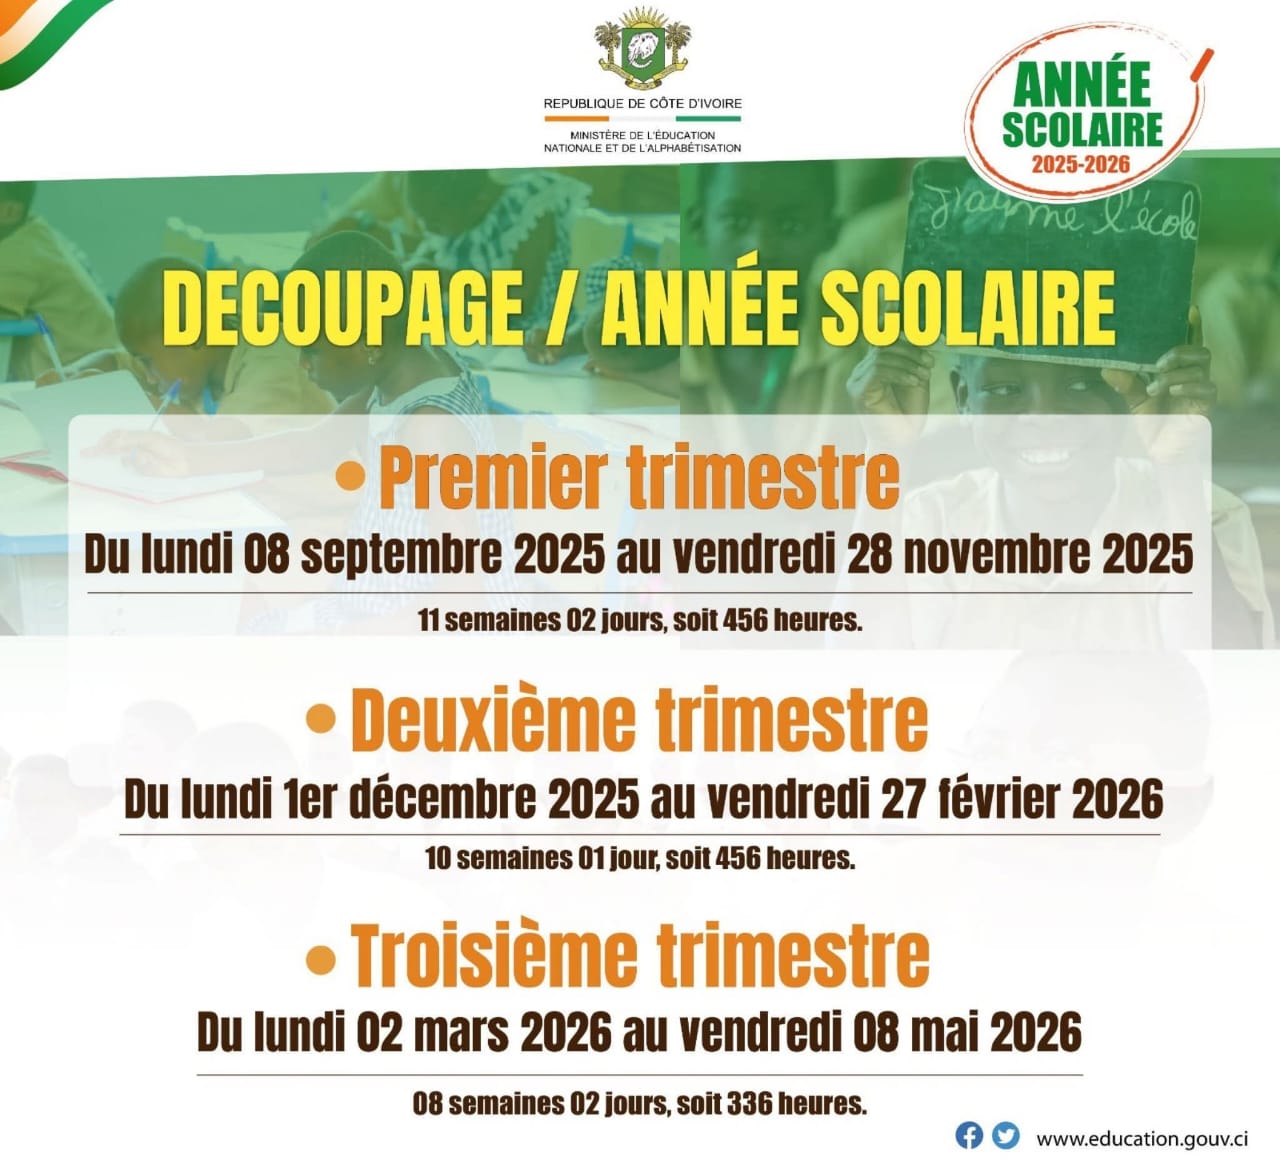 REPUBLIQUE DE CÔTE D'IVOIRE
MINISTÈRE DE L'ÉDUCATION
NATIONALE ET DE L'ALPHABÉTISATION
ANNÉE
SCOLAIRE
2025-2026
J'aime l'école
DECOUPAGE / ANNÉE SCOLAIRE
• Premier trimestre
Du lundi 08 septembre 2025 au vendredi 28 novembre 2025
11 semaines 02 jours, soit 456 heures.
• Deuxième trimestre
Du lundi 1er décembre 2025 au vendredi 27 février 2026
10 semaines 01 jour, soit 456 heures.
• Troisième trimestre
Du lundi 02 mars 2026 au vendredi 08 mai 2026
08 semaines 02 jours, soit 336 heures.
www.education.gouv.ci